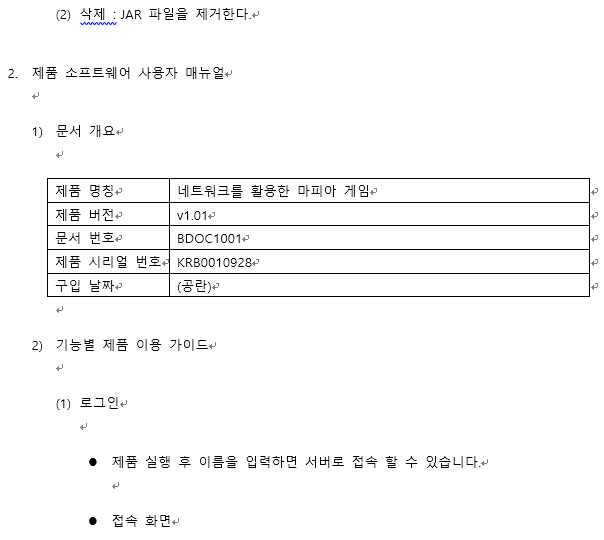 (2) 삭제 : JAR 파일을 제거한다.
2. 제품 소프트웨어 사용자 매뉴얼
1) 문서 개요
제품 명칭 네트워크를 활용한 마피아 게임
제품 버전 v1.01
문서 번호 BDOC1001
제품 시리얼 번호 KRB0010928
구입 날짜 (공란)
2) 기능별 제품 이용 가이드
(1) 로그인
● 제품 실행 후 이름을 입력하면 서버로 접속 할 수 있습니다.
● 접속 화면